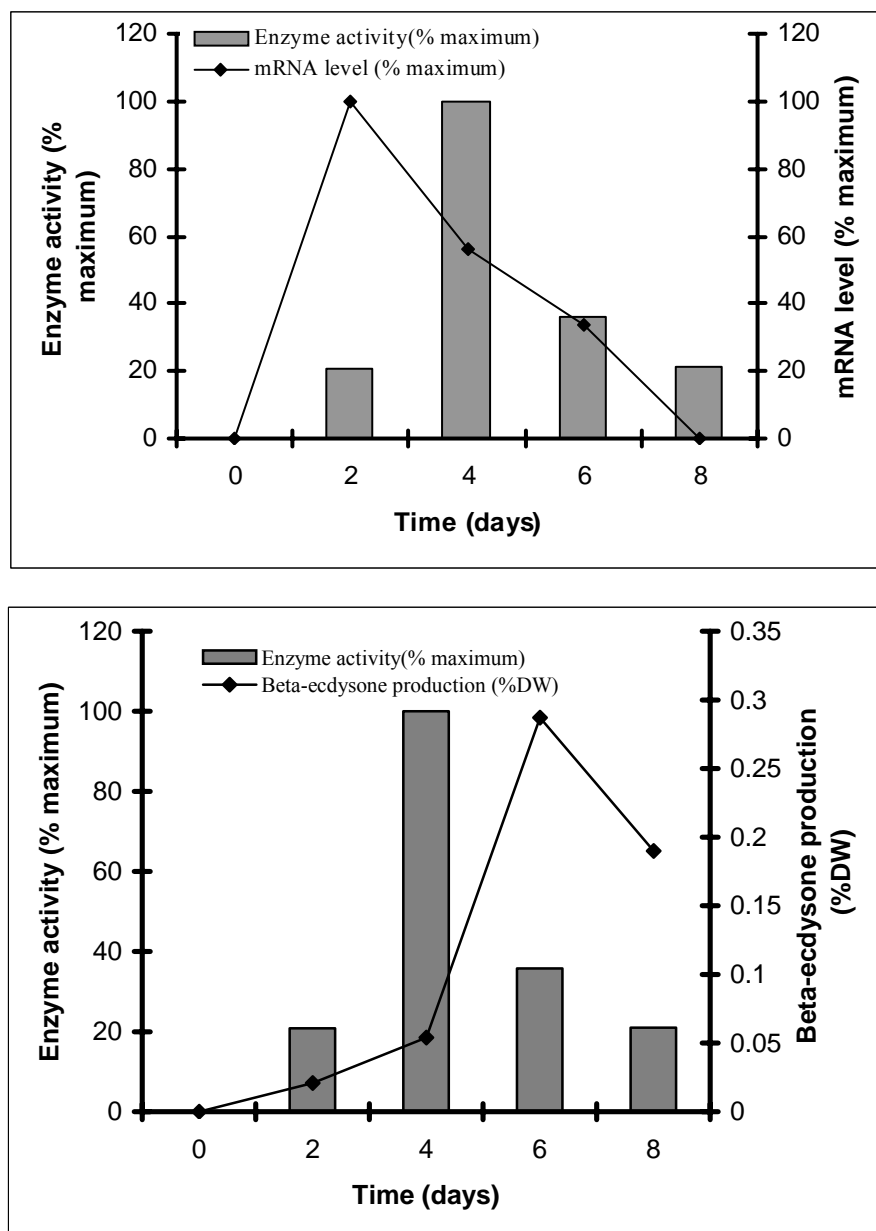 120
100
80
60
40
20
0
Enzyme activity (%
maximum)
Enzyme activity(% maximum)
mRNA level (% maximum)
120
100
80
60
40
20
0
mRNA level (% maximum)
0 2 4 6 8
Time (days)
120
100
80
60
40
20
0
Enzyme activity (% maximum)
Enzyme activity(% maximum)
Beta-ecdysone production (%DW)
0.35
0.3
0.25
0.2
0.15
0.1
0.05
0
Beta-ecdysone production
(%DW)
0 2 4 6 8
Time (days)